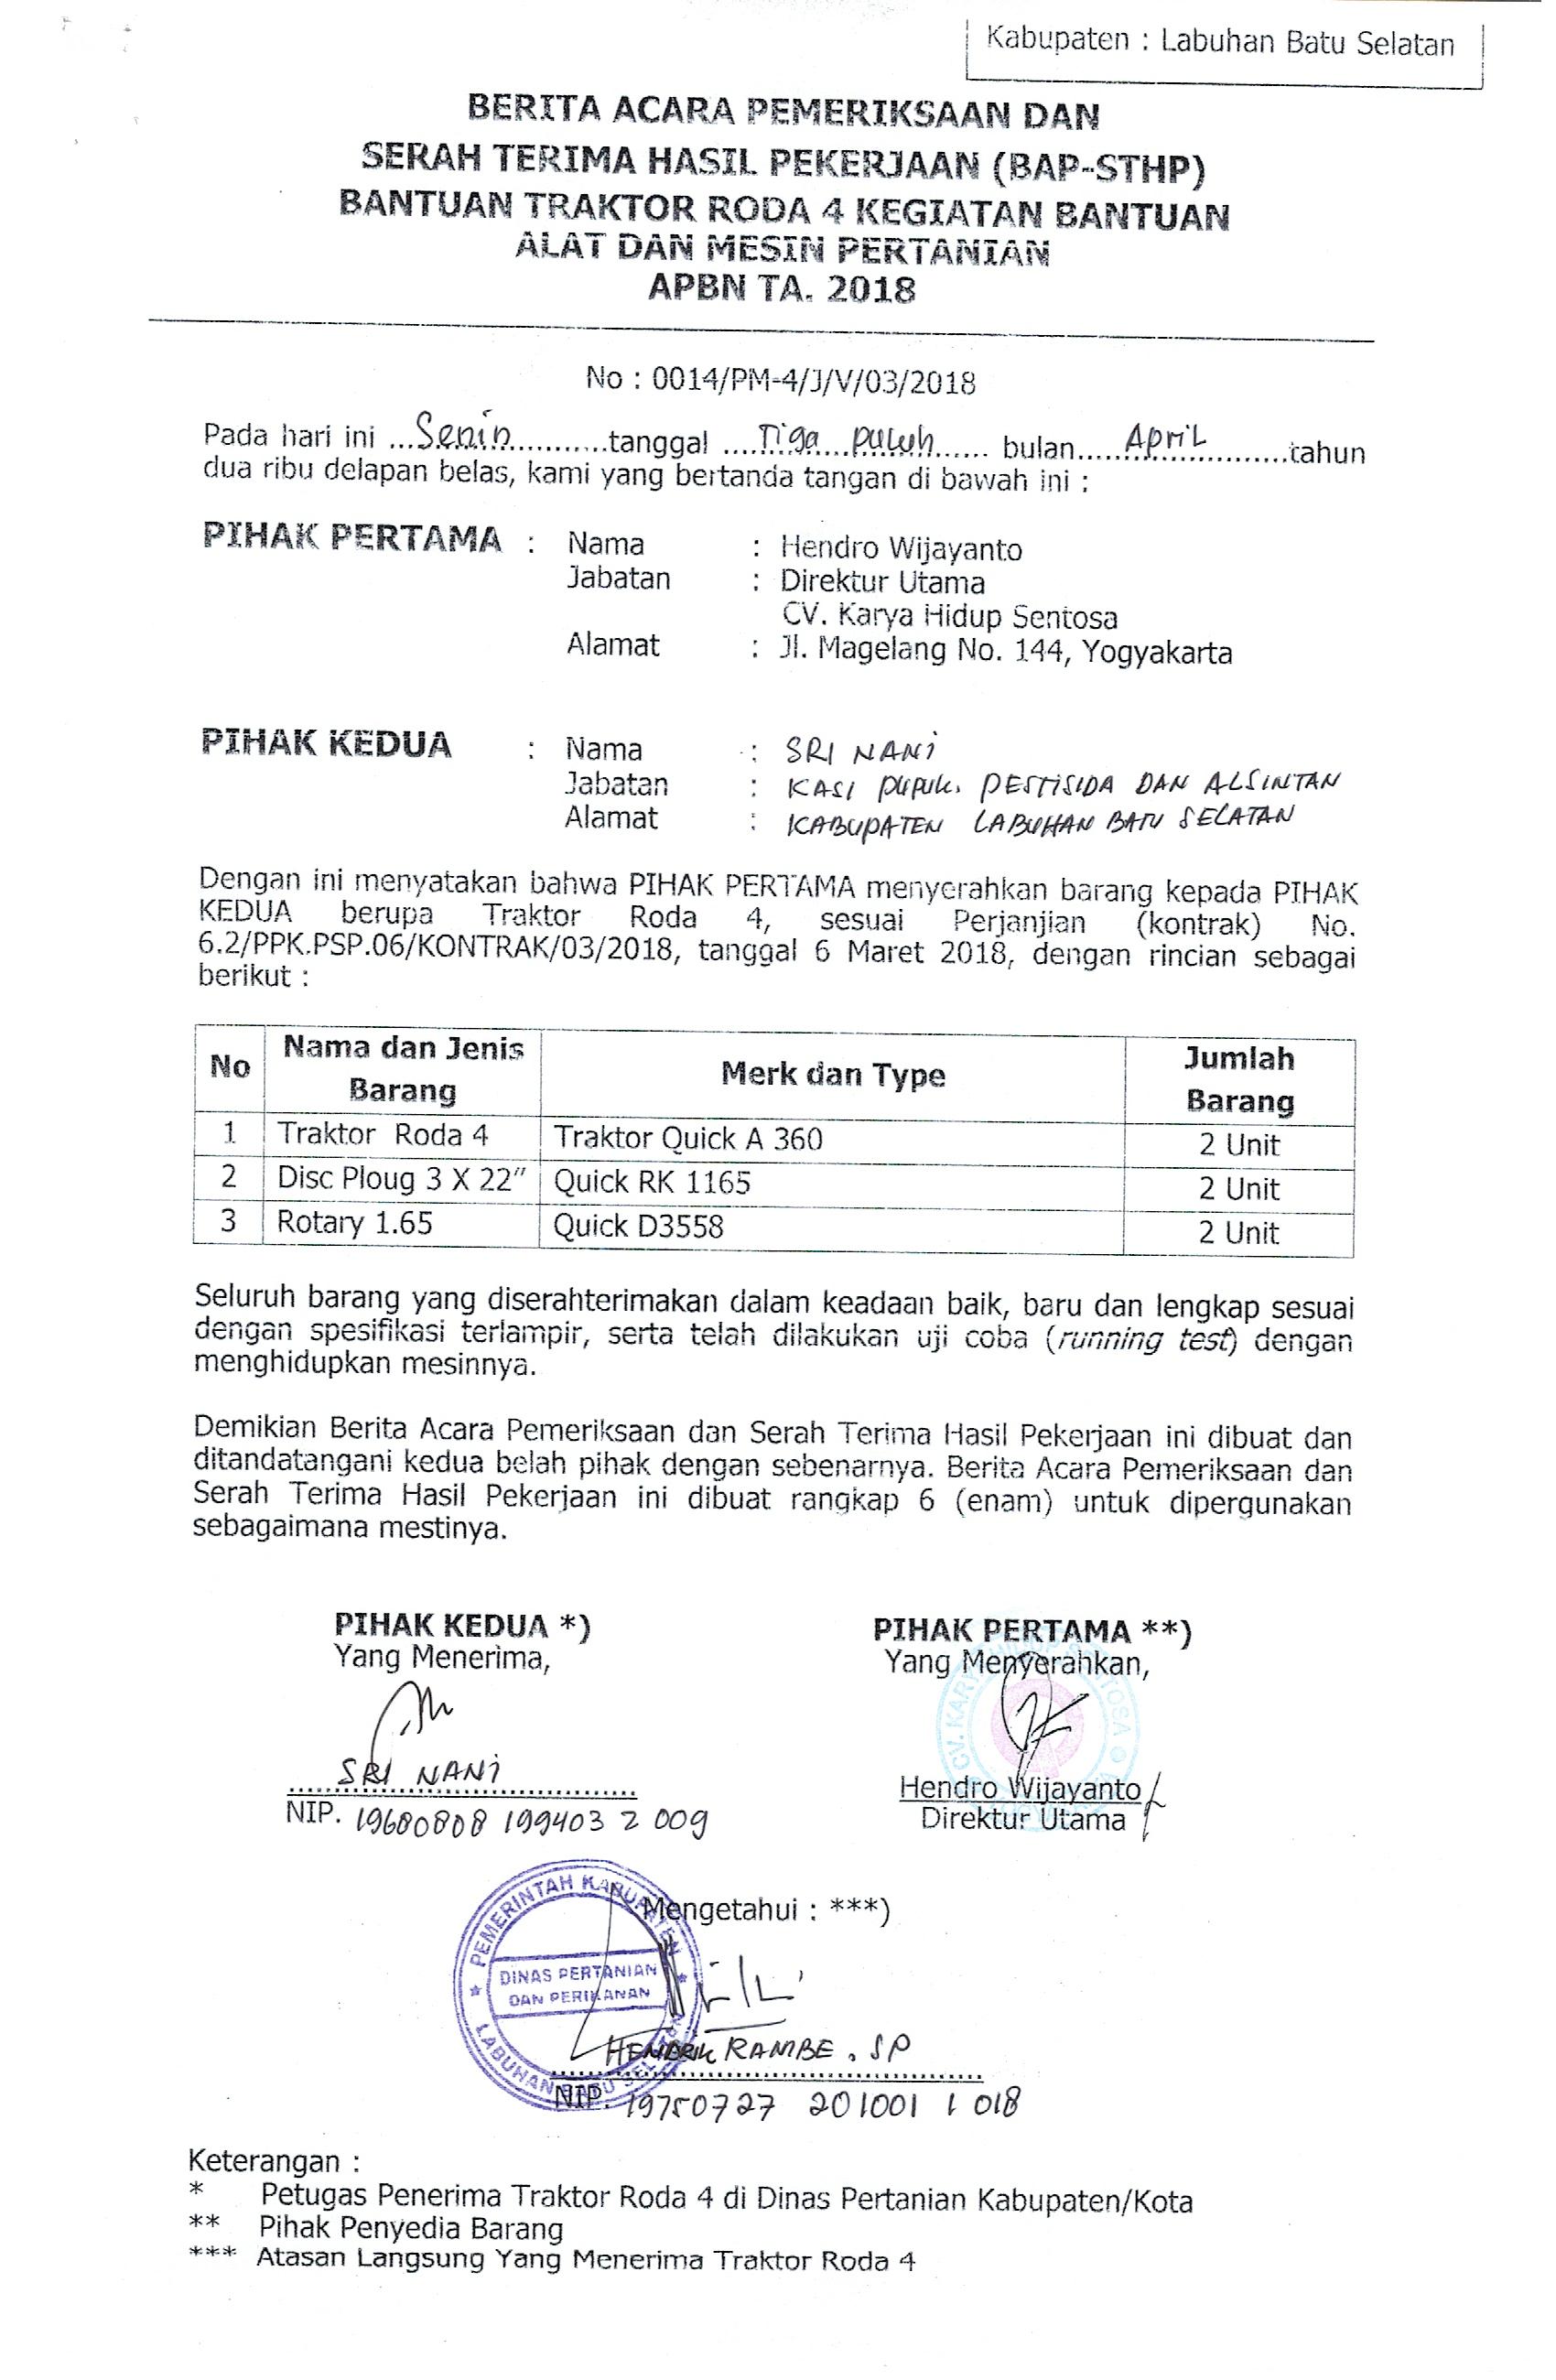 Kabupaten : Labuhan Batu Selatan
BERITA ACARA PEMERIKSAAN DAN
SERAH TERIMA HASIL PEKERJAAN (BAP-STHP)
BANTUAN TRAKTOR RODA 4 KEGIATAN BANTUAN
ALAT DAN MESIN PERTANIAN
APBN TA. 2018
No : 0014/PM-4/J/V/03/2018
Pada hari ini ...Senin............tanggal ....Tiga puluh...... bulan.....April........tahun
dua ribu delapan belas, kami yang bertanda tangan di bawah ini :
PIHAK PERTAMA : Nama : Hendro Wijayanto
Jabatan : Direktur Utama
CV. Karya Hidup Sentosa
Alamat : Jl. Magelang No. 144, Yogyakarta
PIHAK KEDUA : Nama : SRI NANI
Jabatan : KASI pupuk, PESTISIDA DAN ALSINTAN
Alamat : KABUPATEN LABUHAN BATU SELATAN
Dengan ini menyatakan bahwa PIHAK PERTAMA menyerahkan barang kepada PIHAK
KEDUA berupa Traktor Roda 4, sesuai Perjanjian (kontrak) No.
6.2/PPK.PSP.06/KONTRAK/03/2018, tanggal 6 Maret 2018, dengan rincian sebagai
berikut :
No Nama dan Jenis Barang Merk dan Type Jumlah Barang
1 Traktor Roda 4 Traktor Quick A 360 2 Unit
2 Disc Ploug 3 X 22" Quick RK 1165 2 Unit
3 Rotary 1.65 Quick D3558 2 Unit
Seluruh barang yang diserahterimakan dalam keadaan baik, baru dan lengkap sesuai
dengan spesifikasi terlampir, serta telah dilakukan uji coba (running test) dengan
menghidupkan mesinnya.
Demikian Berita Acara Pemeriksaan dan Serah Terima Hasil Pekerjaan ini dibuat dan
ditandatangani kedua belah pihak dengan sebenarnya. Berita Acara Pemeriksaan dan
Serah Terima Hasil Pekerjaan ini dibuat rangkap 6 (enam) untuk dipergunakan
sebagaimana mestinya.
PIHAK KEDUA *) PIHAK PERTAMA **)
Yang Menerima, Yang Menyerahkan,
CV. KARYA HIDUP SENTOSA
SRI NANI Hendro Wijayanto
NIP. 19680808 199403 2 009 Direktur Utama
Mengetahui : ***)
PEMERINTAH KABUPATEN
DINAS PERTANIAN
DAN PERIKANAN
LABUHAN BATU SELATAN
HENDRIK RAMBE, SP
NIP. 19750727 201001 1 018
Keterangan :
* Petugas Penerima Traktor Roda 4 di Dinas Pertanian Kabupaten/Kota
** Pihak Penyedia Barang
*** Atasan Langsung Yang Menerima Traktor Roda 4